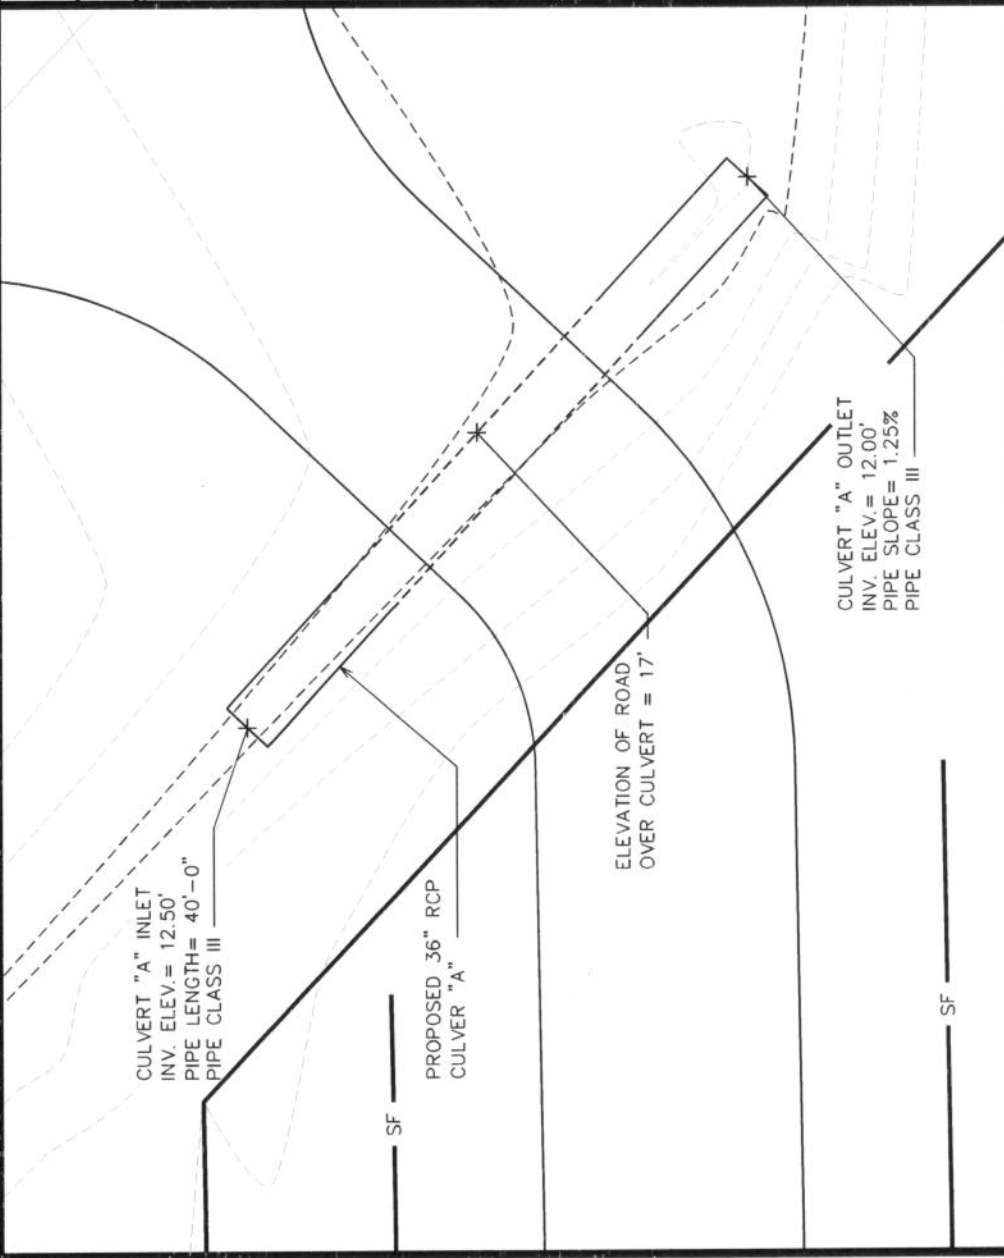 CULVERT "A" INLET
INV. ELEV.= 12.50'
PIPE LENGTH= 40'-0"
PIPE CLASS III
PROPOSED 36" RCP
CULVER "A"
SF
ELEVATION OF ROAD
OVER CULVERT = 17'
CULVERT "A" OUTLET
INV. ELEV.= 12.00'
PIPE SLOPE= 1.25%
PIPE CLASS III
SF